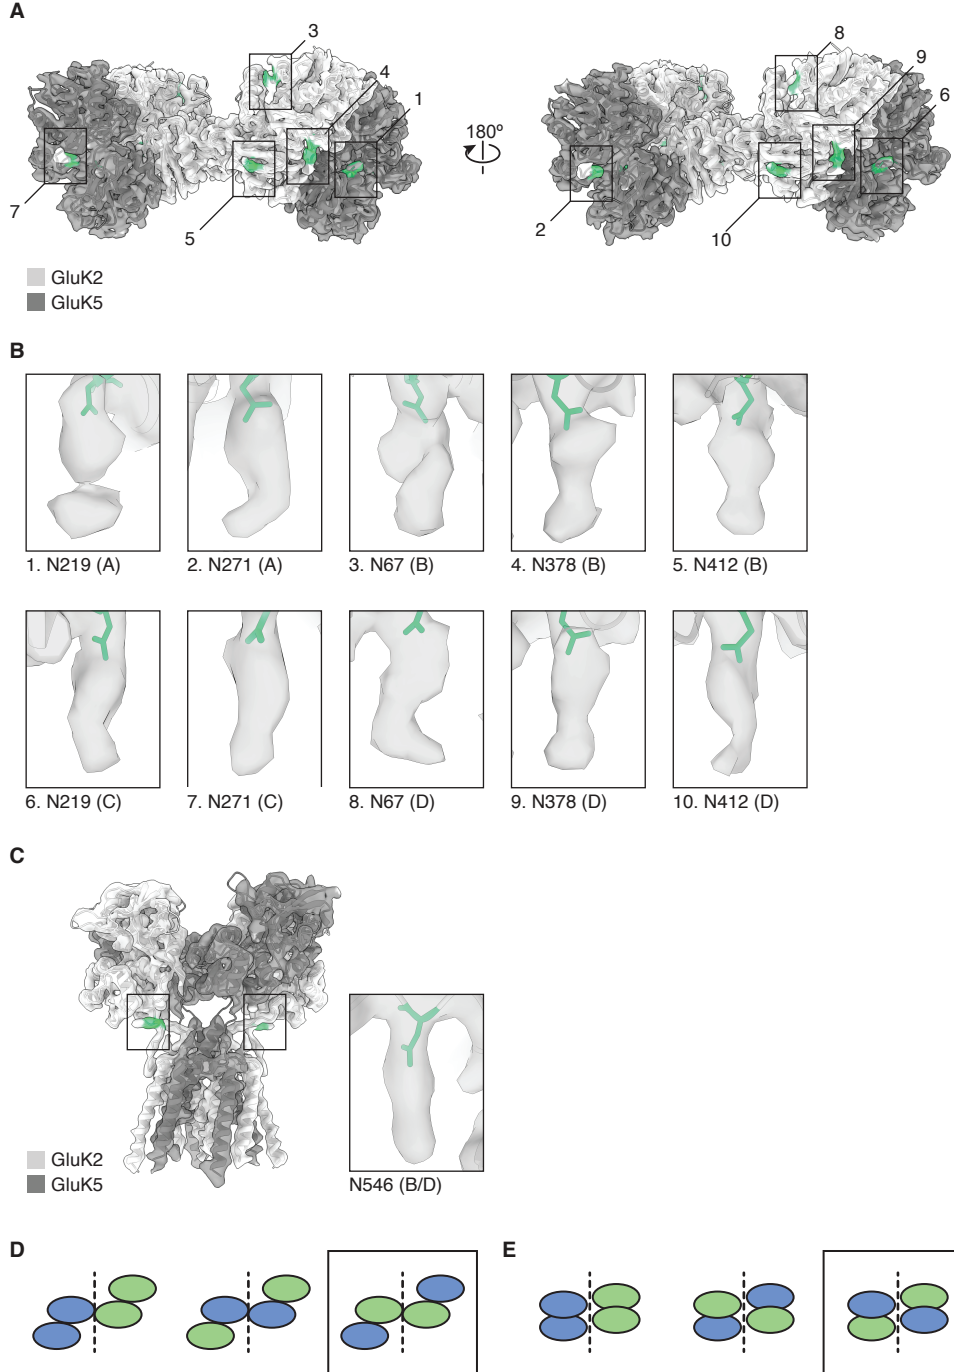 A
3
4
1
7
5
180º
8
9
6
2
10
GluK2
GluK5
B
1. N219 (A)
2. N271 (A)
3. N67 (B)
4. N378 (B)
5. N412 (B)
6. N219 (C)
7. N271 (C)
8. N67 (D)
9. N378 (D)
10. N412 (D)
C
GluK2
GluK5
N546 (B/D)
D
E